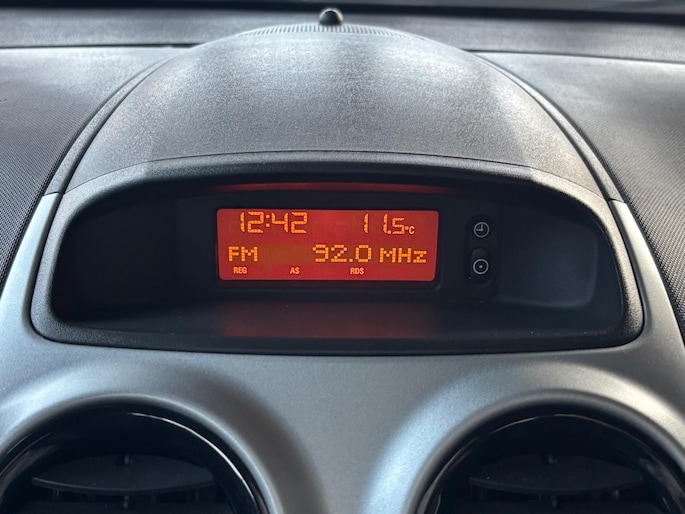 12:42 11.5°C
FM 92.0 MHz
REG AS RDS